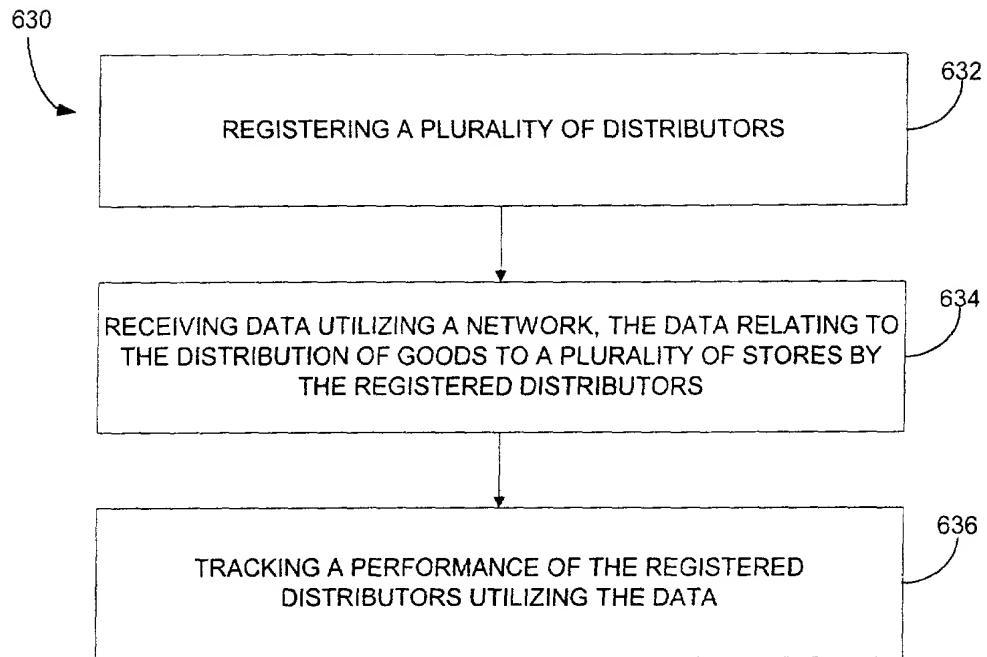 630
632
REGISTERING A PLURALITY OF DISTRIBUTORS
634
RECEIVING DATA UTILIZING A NETWORK, THE DATA RELATING TO
THE DISTRIBUTION OF GOODS TO A PLURALITY OF STORES BY
THE REGISTERED DISTRIBUTORS
636
TRACKING A PERFORMANCE OF THE REGISTERED
DISTRIBUTORS UTILIZING THE DATA